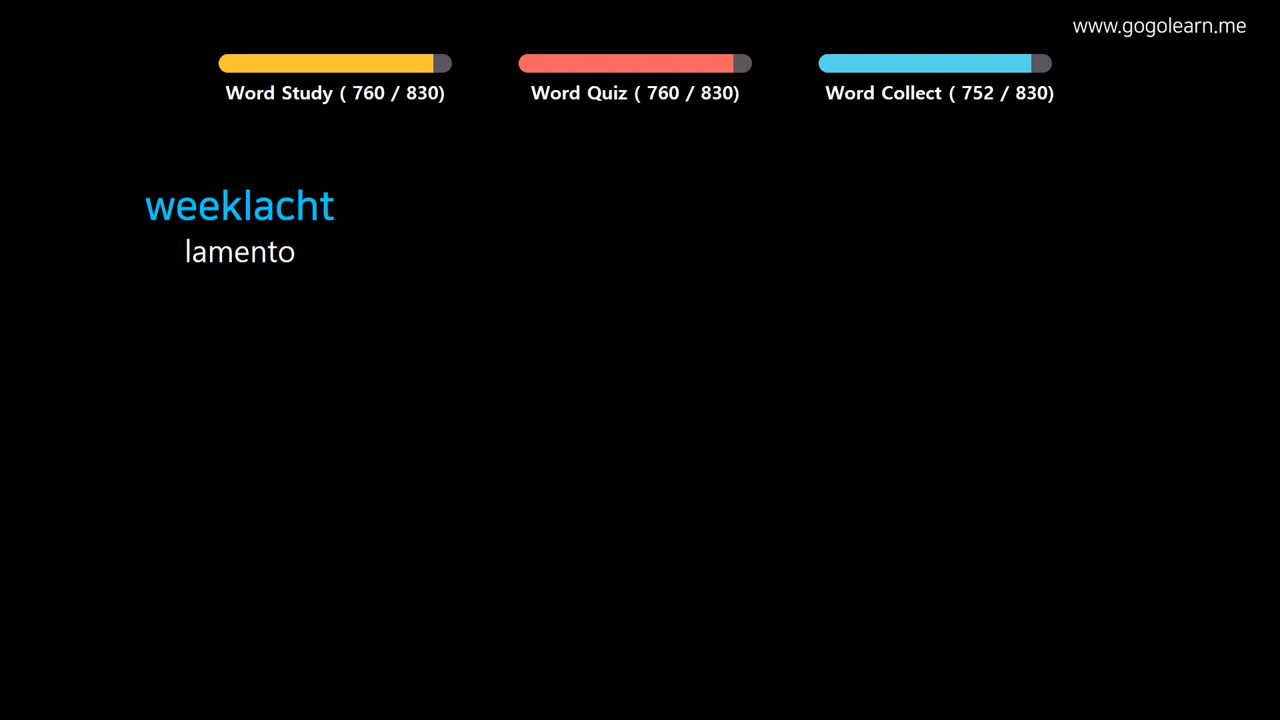 www.gogolearn.me
Word Study ( 760 / 830)
Word Quiz ( 760 / 830)
Word Collect ( 752 / 830)
weeklacht
lamento